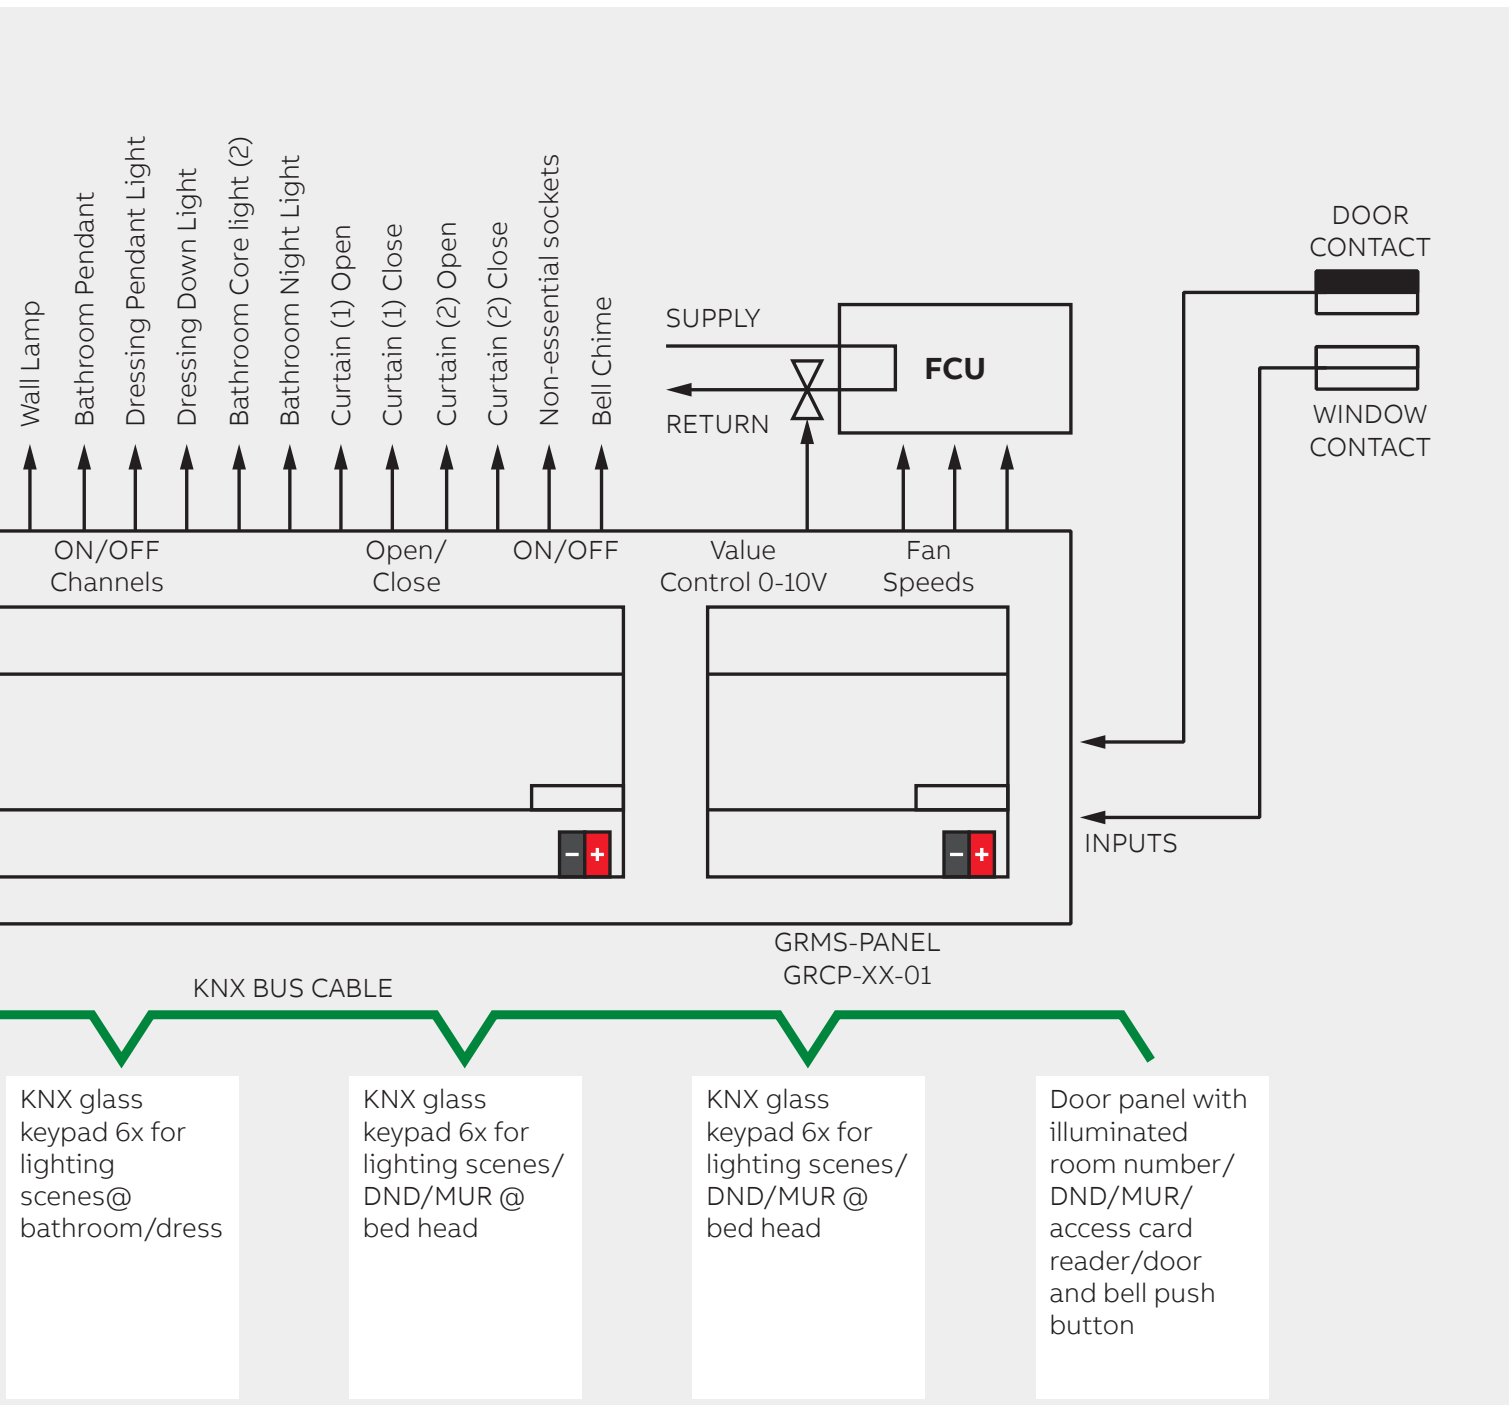 Wall Lamp
Bathroom Pendant
Dressing Pendant Light
Dressing Down Light
Bathroom Core light (2)
Bathroom Night Light
Curtain (1) Open
Curtain (1) Close
Curtain (2) Open
Curtain (2) Close
Non-essential sockets
Bell Chime
SUPPLY
RETURN
FCU
DOOR
CONTACT
WINDOW
CONTACT
ON/OFF
Channels
Open/
Close
ON/OFF
Value
Control 0-10V
Fan
Speeds
– +
– +
INPUTS
GRMS-PANEL
GRCP-XX-01
KNX BUS CABLE
KNX glass
keypad 6x for
lighting
scenes@
bathroom/dress
KNX glass
keypad 6x for
lighting scenes/
DND/MUR @
bed head
KNX glass
keypad 6x for
lighting scenes/
DND/MUR @
bed head
Door panel with
illuminated
room number/
DND/MUR/
access card
reader/door
and bell push
button